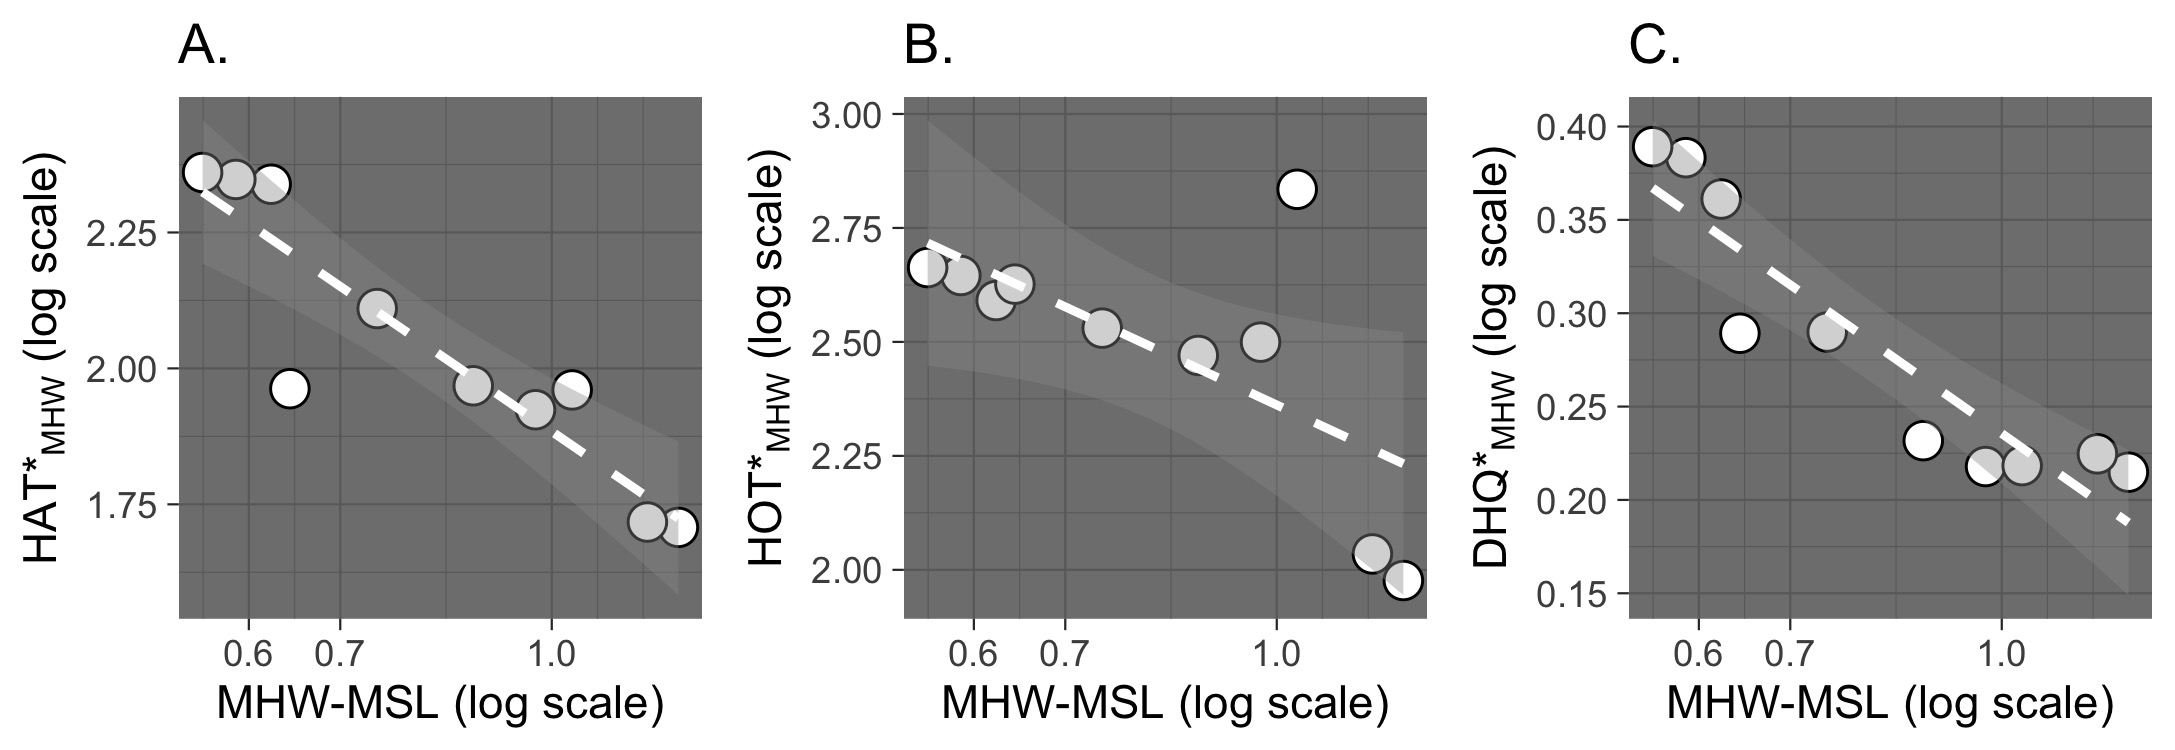 A.
HAT*MHW (log scale)
2.25
2.00
1.75
0.6 0.7 1.0
MHW-MSL (log scale)
B.
HOT*MHW (log scale)
3.00
2.75
2.50
2.25
2.00
0.6 0.7 1.0
MHW-MSL (log scale)
C.
DHQ*MHW (log scale)
0.40
0.35
0.30
0.25
0.20
0.15
0.6 0.7 1.0
MHW-MSL (log scale)